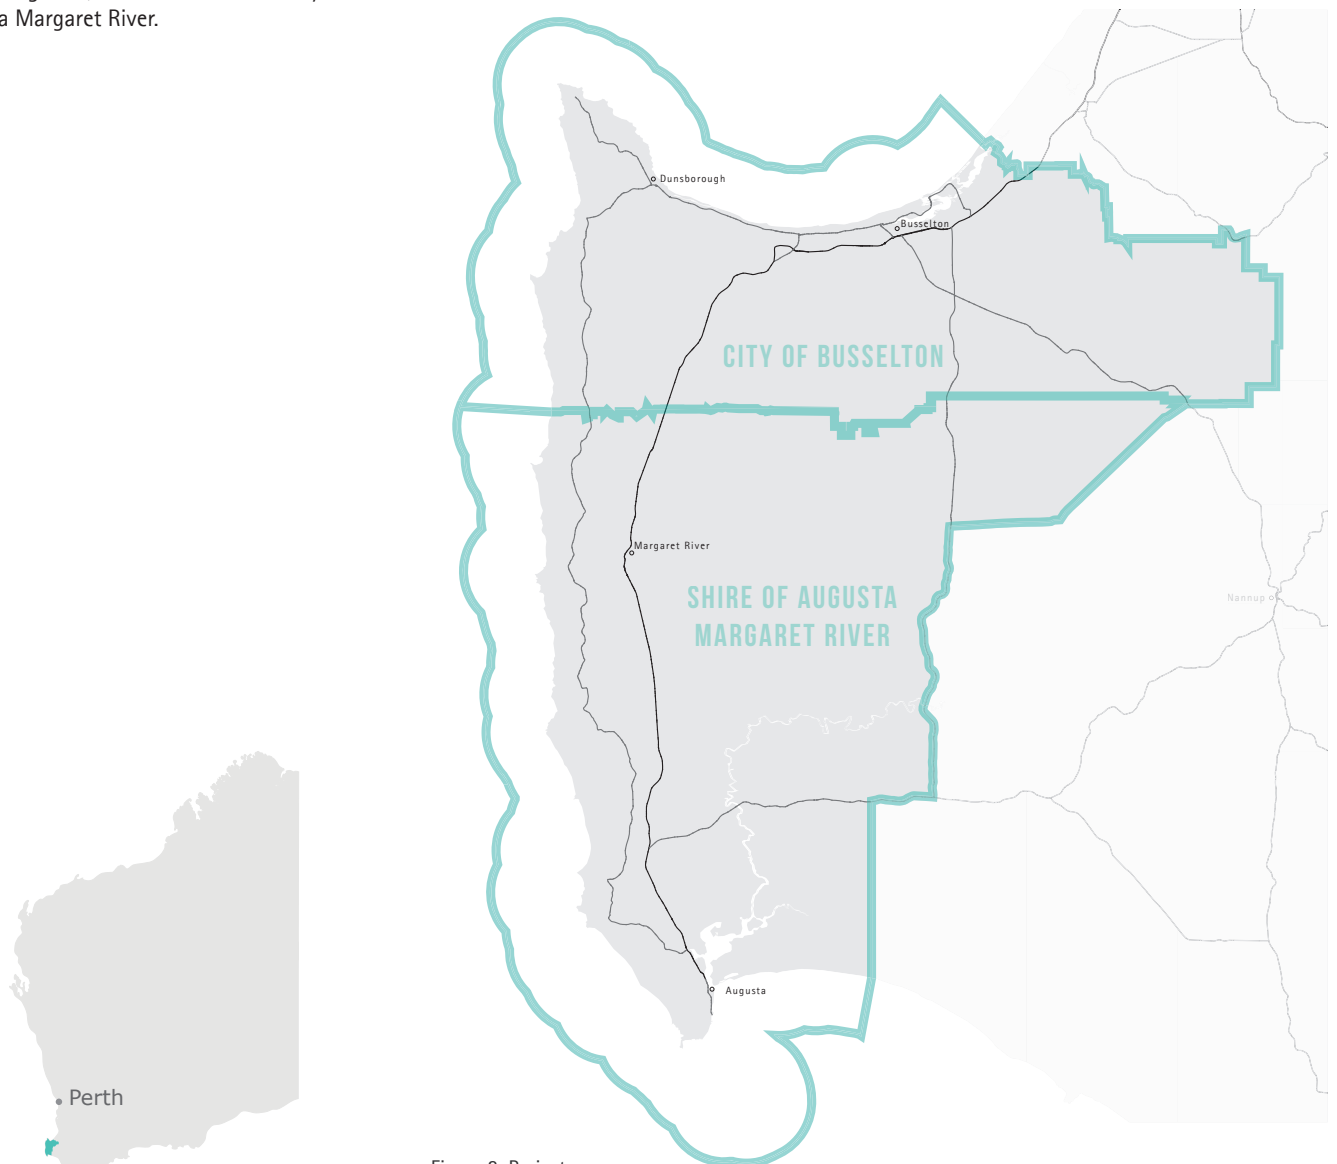 a Margaret River.
Dunsborough
Busselton
CITY OF BUSSELTON
Margaret River
SHIRE OF AUGUSTA
MARGARET RIVER
Nannup
Augusta
Perth